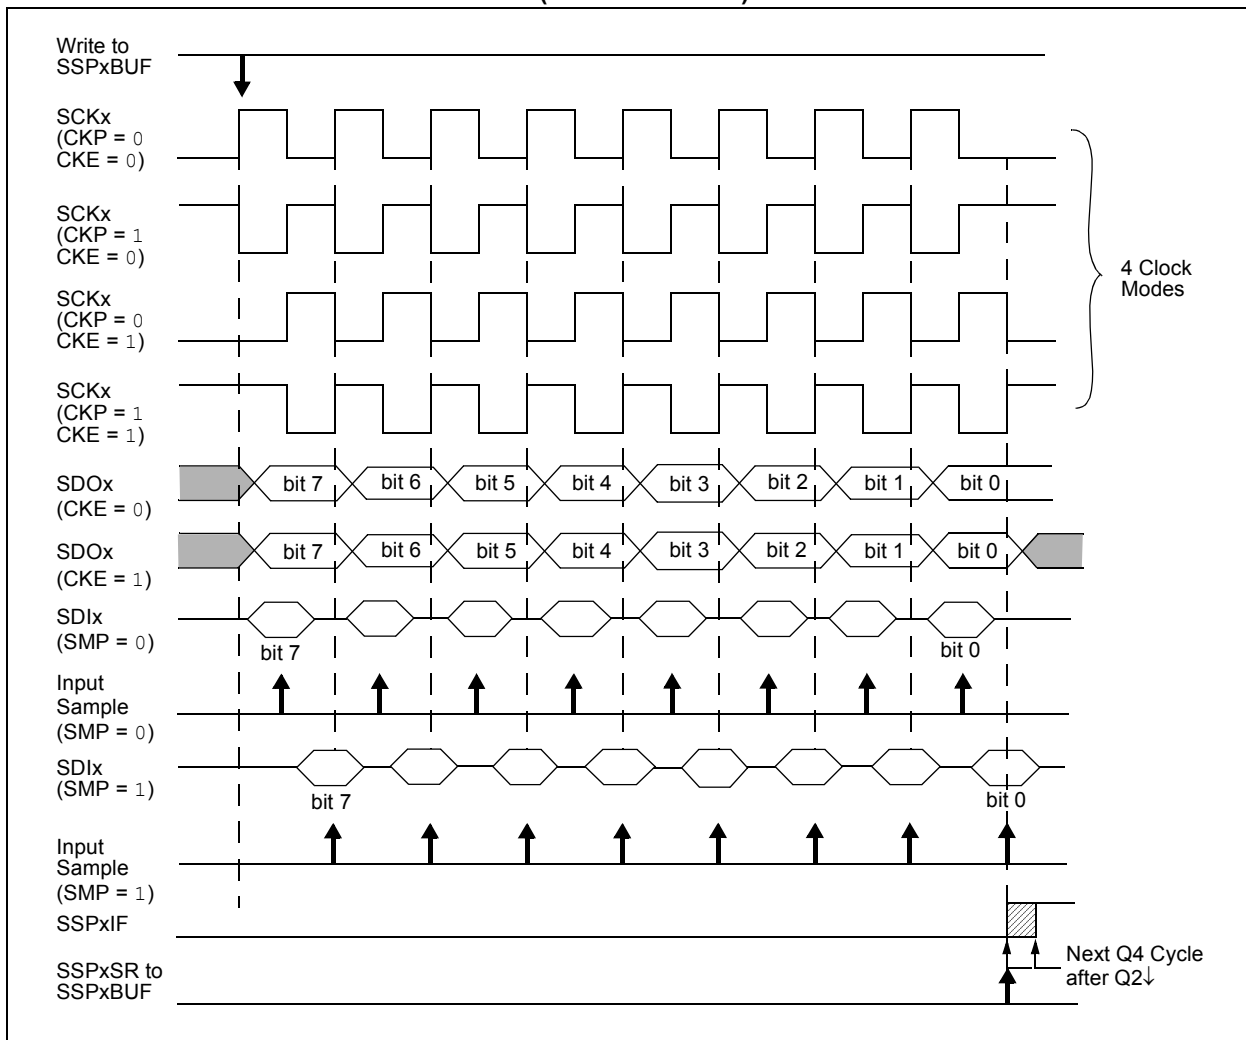 Write to
SSPxBUF
SCKx
(CKP = 0
CKE = 0)
SCKx
(CKP = 1
CKE = 0)
SCKx
(CKP = 0
CKE = 1)
SCKx
(CKP = 1
CKE = 1)
4 Clock
Modes
SDOx
(CKE = 0)
bit 7 bit 6 bit 5 bit 4 bit 3 bit 2 bit 1 bit 0
SDOx
(CKE = 1)
bit 7 bit 6 bit 5 bit 4 bit 3 bit 2 bit 1 bit 0
SDIx
(SMP = 0)
bit 7 bit 0
Input
Sample
(SMP = 0)
SDIx
(SMP = 1)
bit 7 bit 0
Input
Sample
(SMP = 1)
SSPxIF
SSPxSR to
SSPxBUF
Next Q4 Cycle
after Q2↓